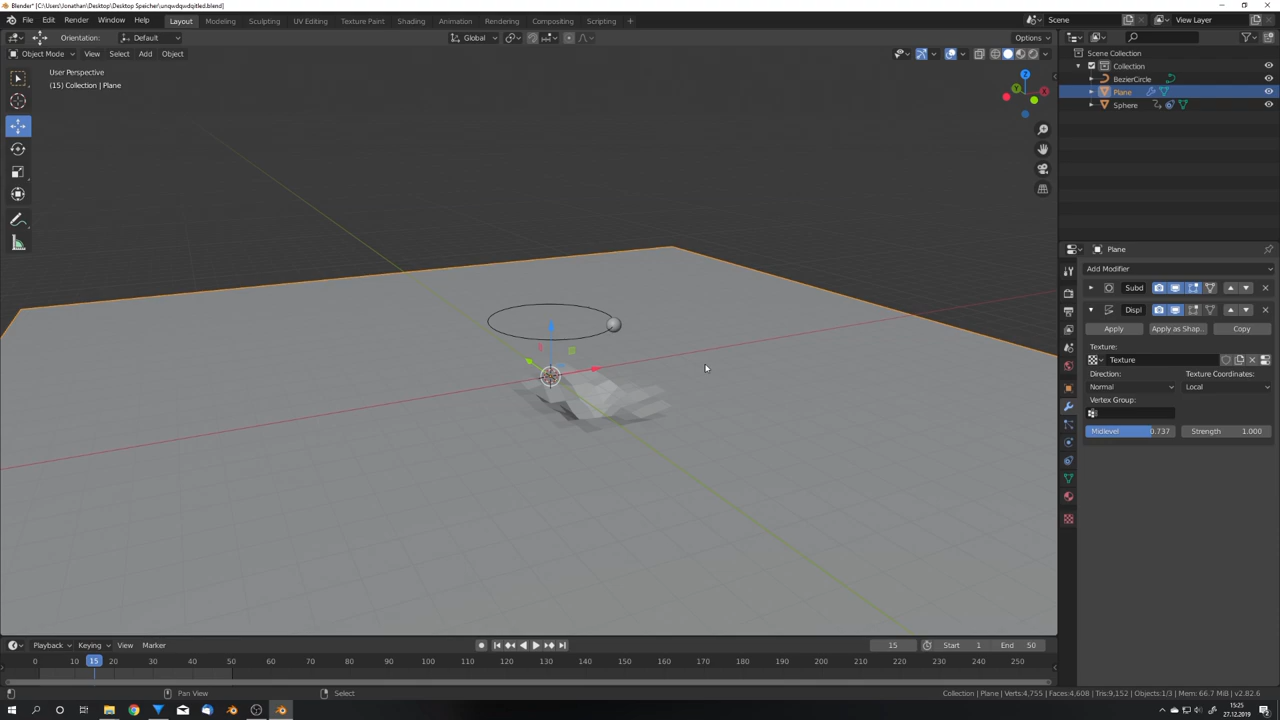 Blender* [C:\Users\Jonathan\Desktop\Desktop Speicher\unqwdqwdqitled.blend]
File Edit Render Window Help Layout Modeling Sculpting UV Editing Texture Paint Shading Animation Rendering Compositing Scripting Scene View Layer
Orientation: Default Global Options
Object Mode View Select Add Object
User Perspective
(15) Collection | Plane
Z
Y
X
Scene Collection
Collection
BezierCircle
Plane
Sphere
Plane
Add Modifier
Subd
Displ
Apply Apply as Shap.. Copy
Texture:
Texture
Direction: Texture Coordinates:
Normal Local
Vertex Group:
Midlevel 0.737 Strength 1.000
Playback Keying View Marker 15 Start 1 End 50
0 15 20 30 40 50 60 70 80 90 100 110 120 130 140 150 160 170 180 190 200 210 220 230 240 250
Pan View Select Collection | Plane | Verts:4,755 | Faces:4,608 | Tris:9,152 | Objects:1/3 | Mem: 66.7 MiB | v2.82.6
15:25
27.12.2019